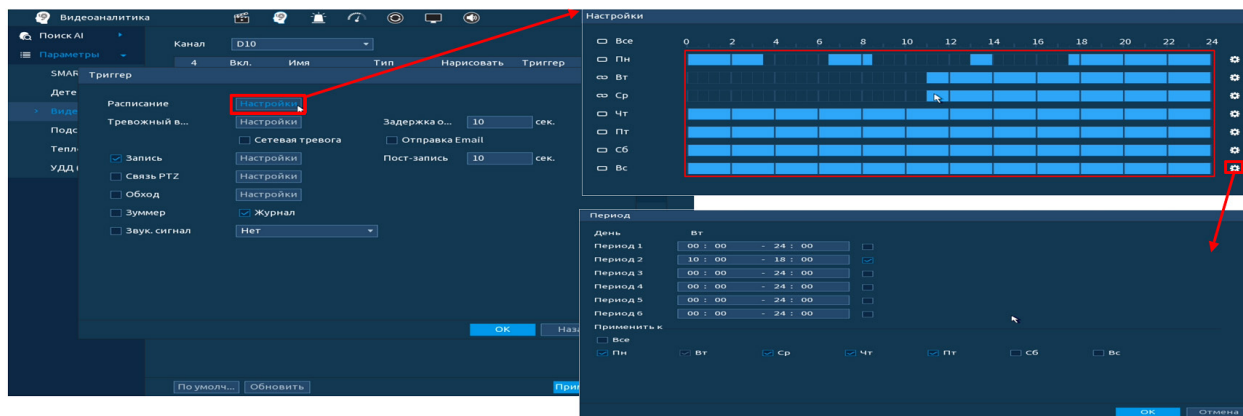 Видеоаналитика
Поиск AI
Параметры
SMAR
Дете
Виде
Подс
Тепл
УДД
Канал D10
4 Вкл. Имя Тип Нарисовать Триггер
Триггер
Расписание Настройки
Тревожный в... Настройки Задержка о... 10 сек.
Сетевая тревога Отправка Email
Запись Настройки Пост-запись 10 сек.
Связь PTZ Настройки
Обход Настройки
Зуммер Журнал
Звук. сигнал Нет
OK Наза
По умолч... Обновить При
Настройки
Все 0 2 4 6 8 10 12 14 16 18 20 22 24
Пн
Вт
Ср
Чт
Пт
Сб
Вс
Период
День Вт
Период 1 00 : 00 - 24 : 00
Период 2 10 : 00 - 18 : 00
Период 3 00 : 00 - 24 : 00
Период 4 00 : 00 - 24 : 00
Период 5 00 : 00 - 24 : 00
Период 6 00 : 00 - 24 : 00
Применить к
Все
Пн Вт Ср Чт Пт Сб Вс
OK Отмена